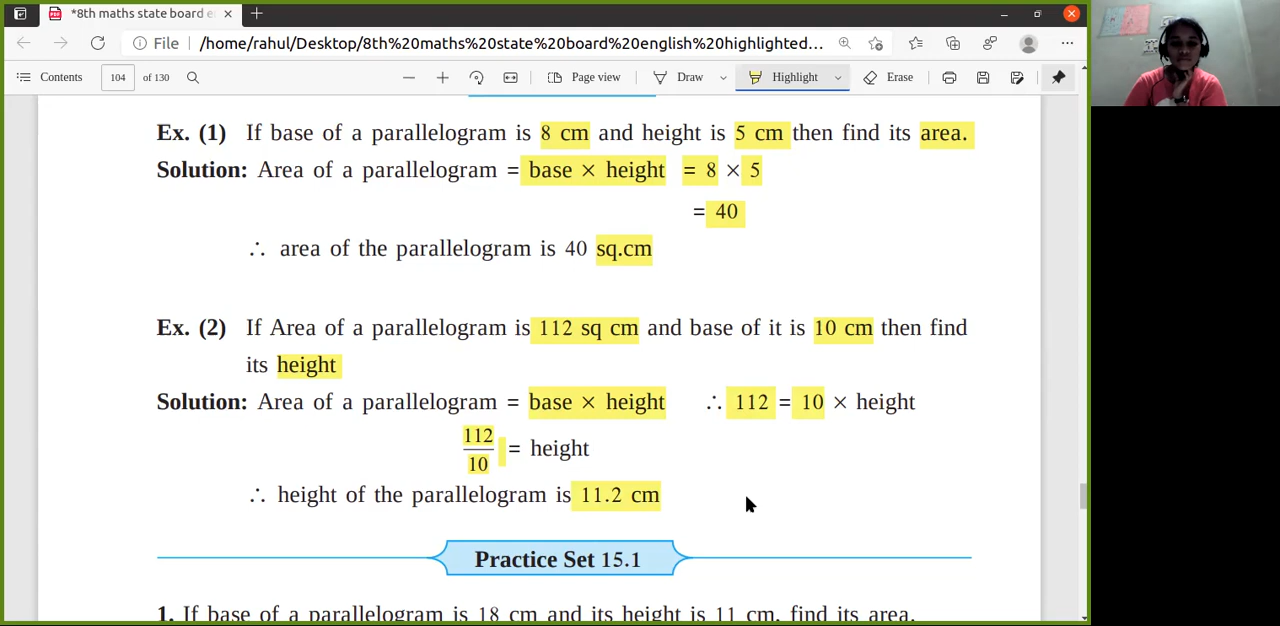 *8th maths state board e
File /home/rahul/Desktop/8th%20maths%20state%20board%20english%20highlighted...
Contents 104 of 130 Page view Draw Highlight Erase
Ex. (1) If base of a parallelogram is 8 cm and height is 5 cm then find its area.
Solution: Area of a parallelogram = base × height = 8 × 5
= 40
∴ area of the parallelogram is 40 sq.cm
Ex. (2) If Area of a parallelogram is 112 sq cm and base of it is 10 cm then find
its height
Solution: Area of a parallelogram = base × height ∴ 112 = 10 × height
112
10 = height
∴ height of the parallelogram is 11.2 cm
Practice Set 15.1
1. If base of a parallelogram is 18 cm and its height is 11 cm, find its area.